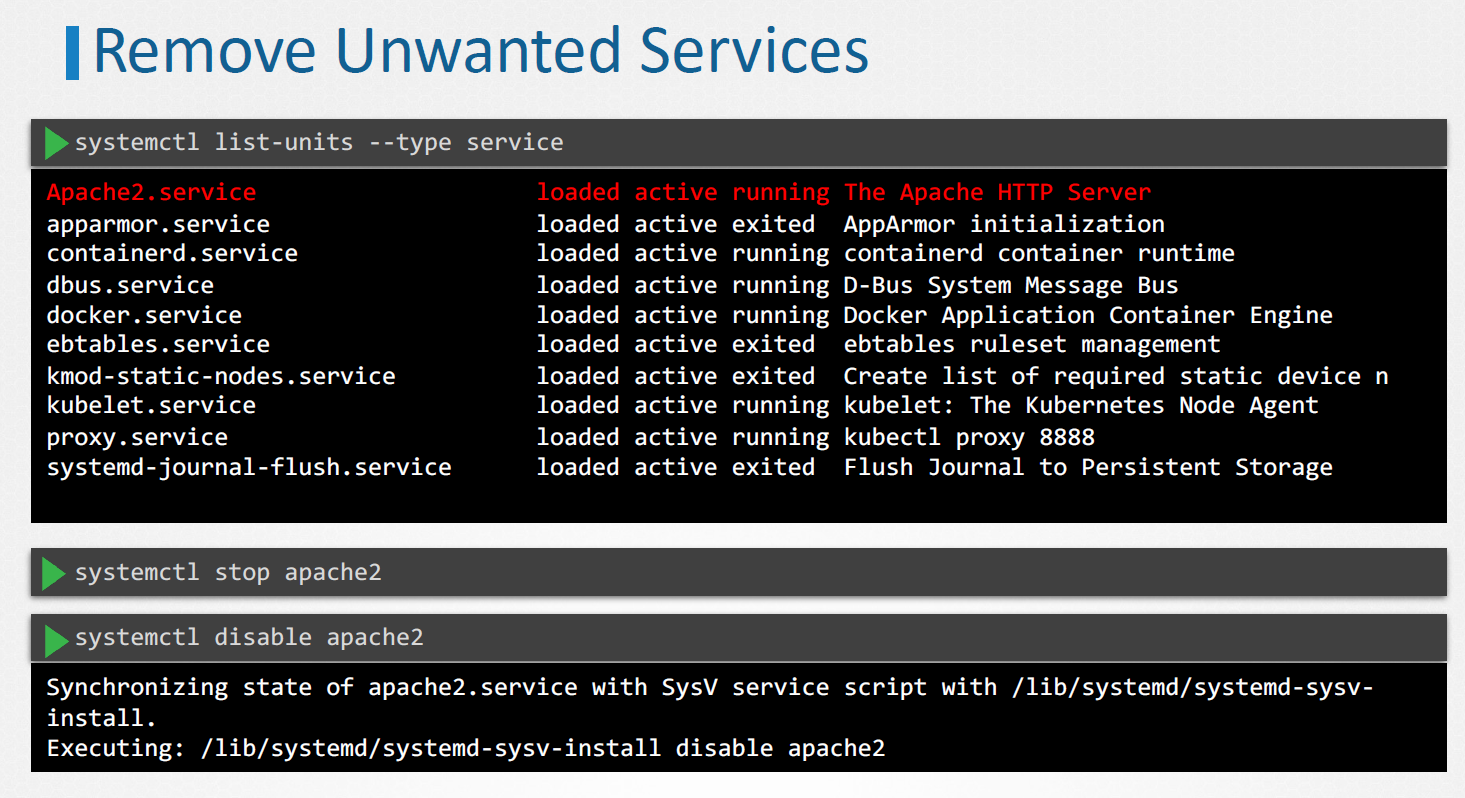 Remove Unwanted Services
systemctl list-units --type service
Apache2.service loaded active running The Apache HTTP Server
apparmor.service loaded active exited AppArmor initialization
containerd.service loaded active running containerd container runtime
dbus.service loaded active running D-Bus System Message Bus
docker.service loaded active running Docker Application Container Engine
ebtables.service loaded active exited ebtables ruleset management
kmod-static-nodes.service loaded active exited Create list of required static device n
kubelet.service loaded active running kubelet: The Kubernetes Node Agent
proxy.service loaded active running kubectl proxy 8888
systemd-journal-flush.service loaded active exited Flush Journal to Persistent Storage
systemctl stop apache2
systemctl disable apache2
Synchronizing state of apache2.service with SysV service script with /lib/systemd/systemd-sysv-
install.
Executing: /lib/systemd/systemd-sysv-install disable apache2